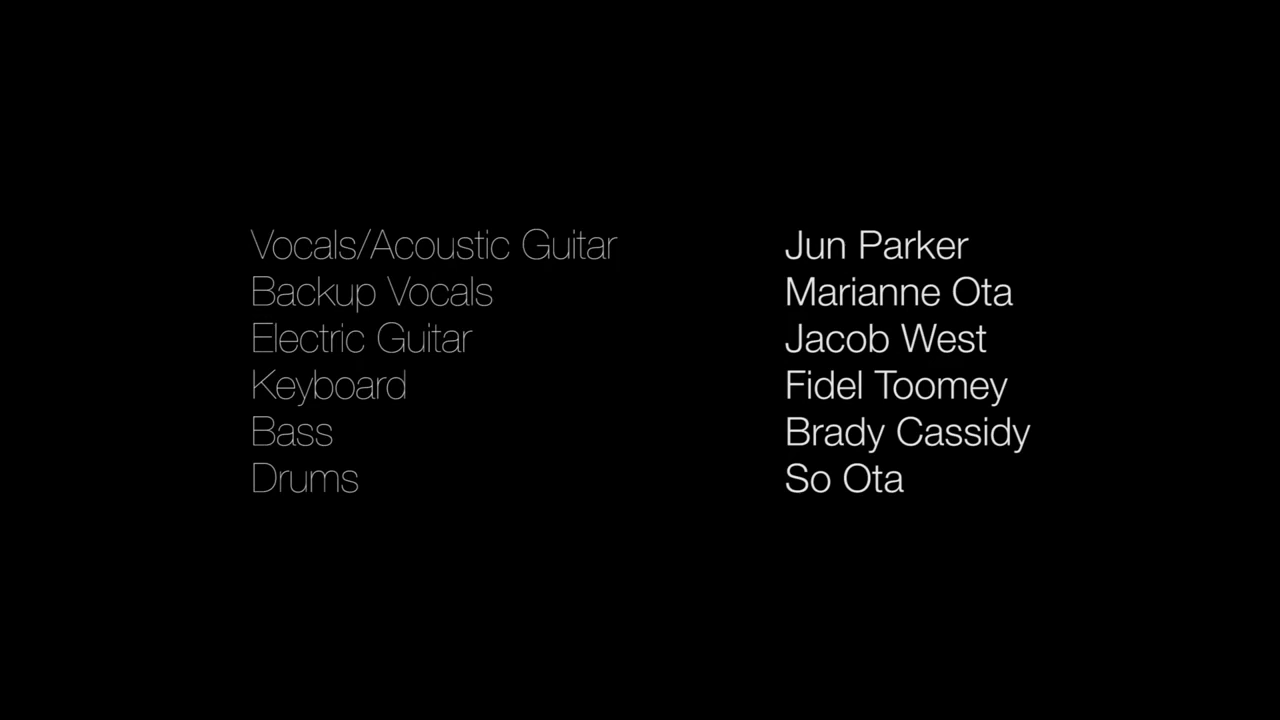 Vocals/Acoustic Guitar Jun Parker
Backup Vocals Marianne Ota
Electric Guitar Jacob West
Keyboard Fidel Toomey
Bass Brady Cassidy
Drums So Ota